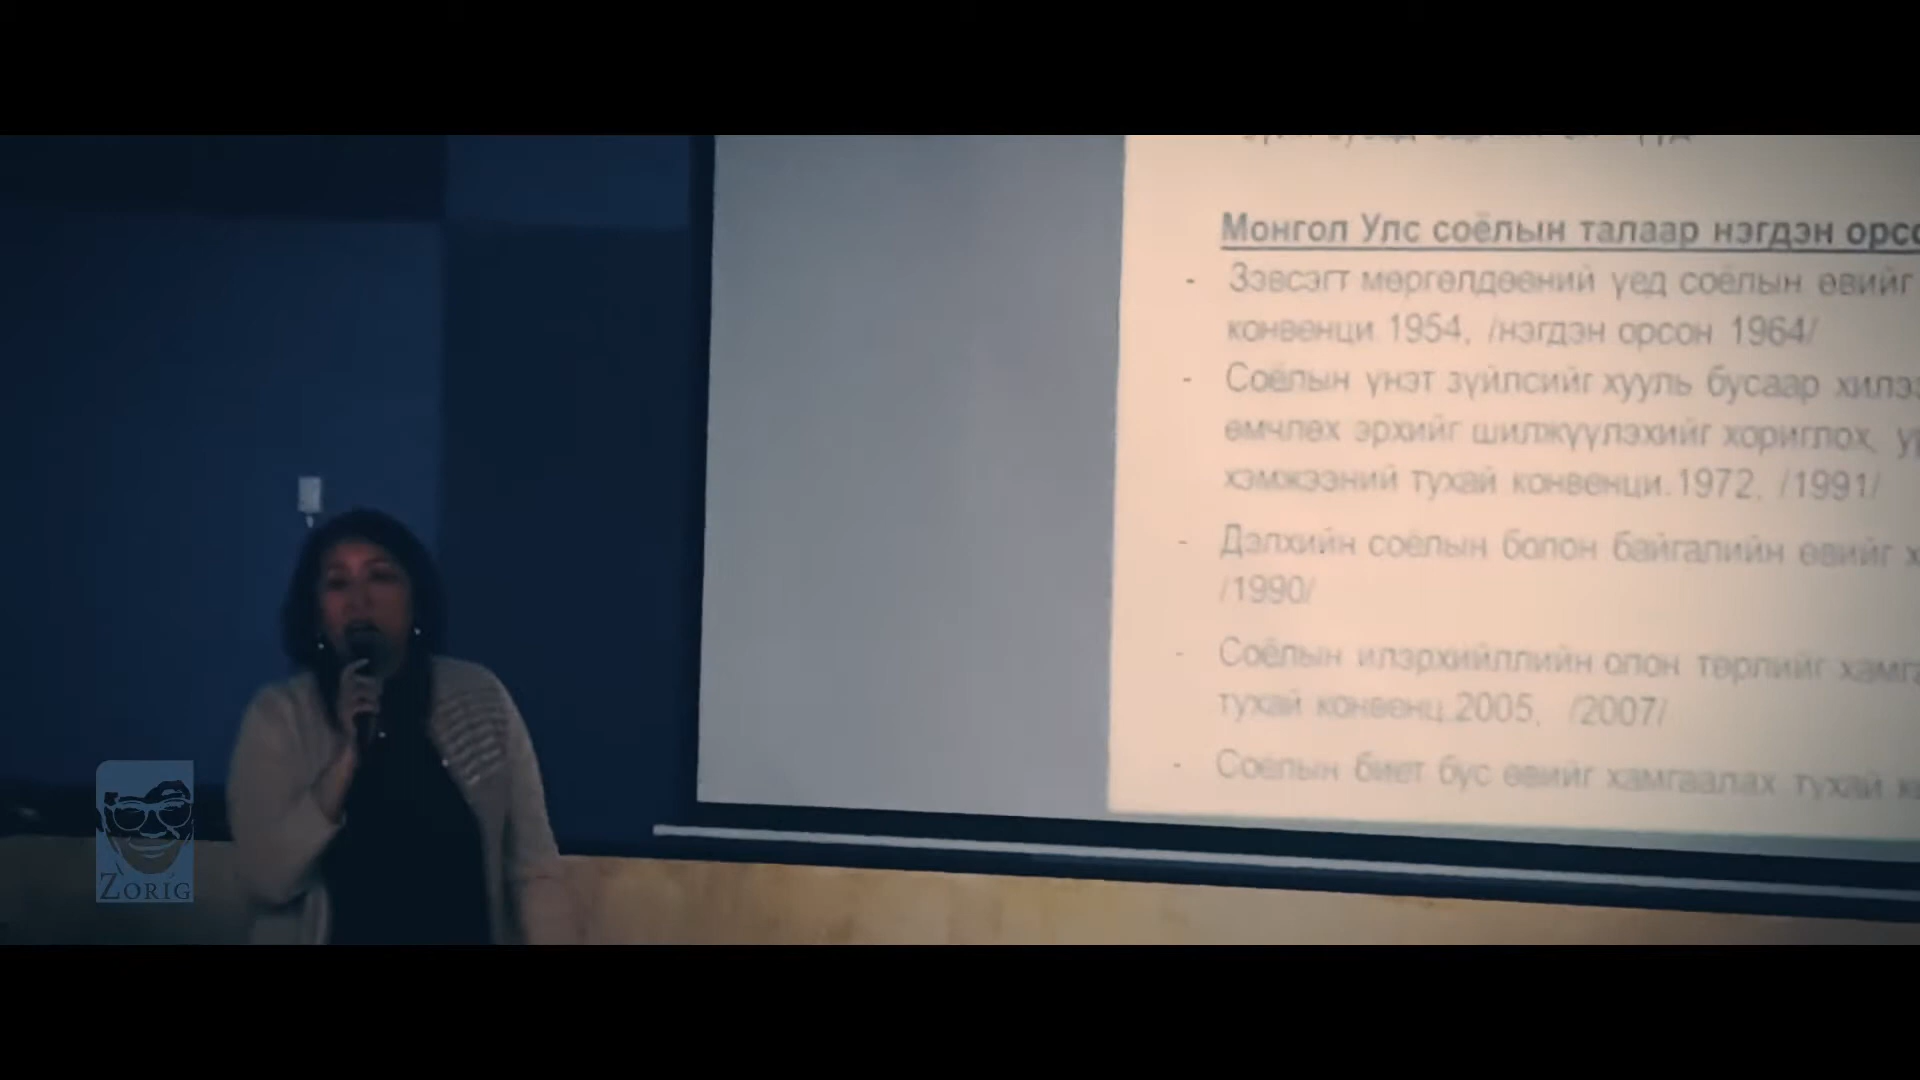 Монгол Улс соёлын талаар нэгдэн
- Зэвсэгт мөргөлдөөний үед соёлын өвийг
конвенци 1954, /нэгдэн орсон 1964/
- Соёлын үнэт зүйлсийг хууль бусаар
өмчлөх эрхийг шилжүүлэхийг хориглох,
хэмжээний тухай конвенци.1972, /1991/
- Дэлхийн соёлын болон байгалийн өвийг
/1990/
- Соёлын илэрхийллийн олон төрлийг
тухай конвенц.2005, /2007/
- Соёлын биет бус өвийг хамгаалах тухай
ZORIG